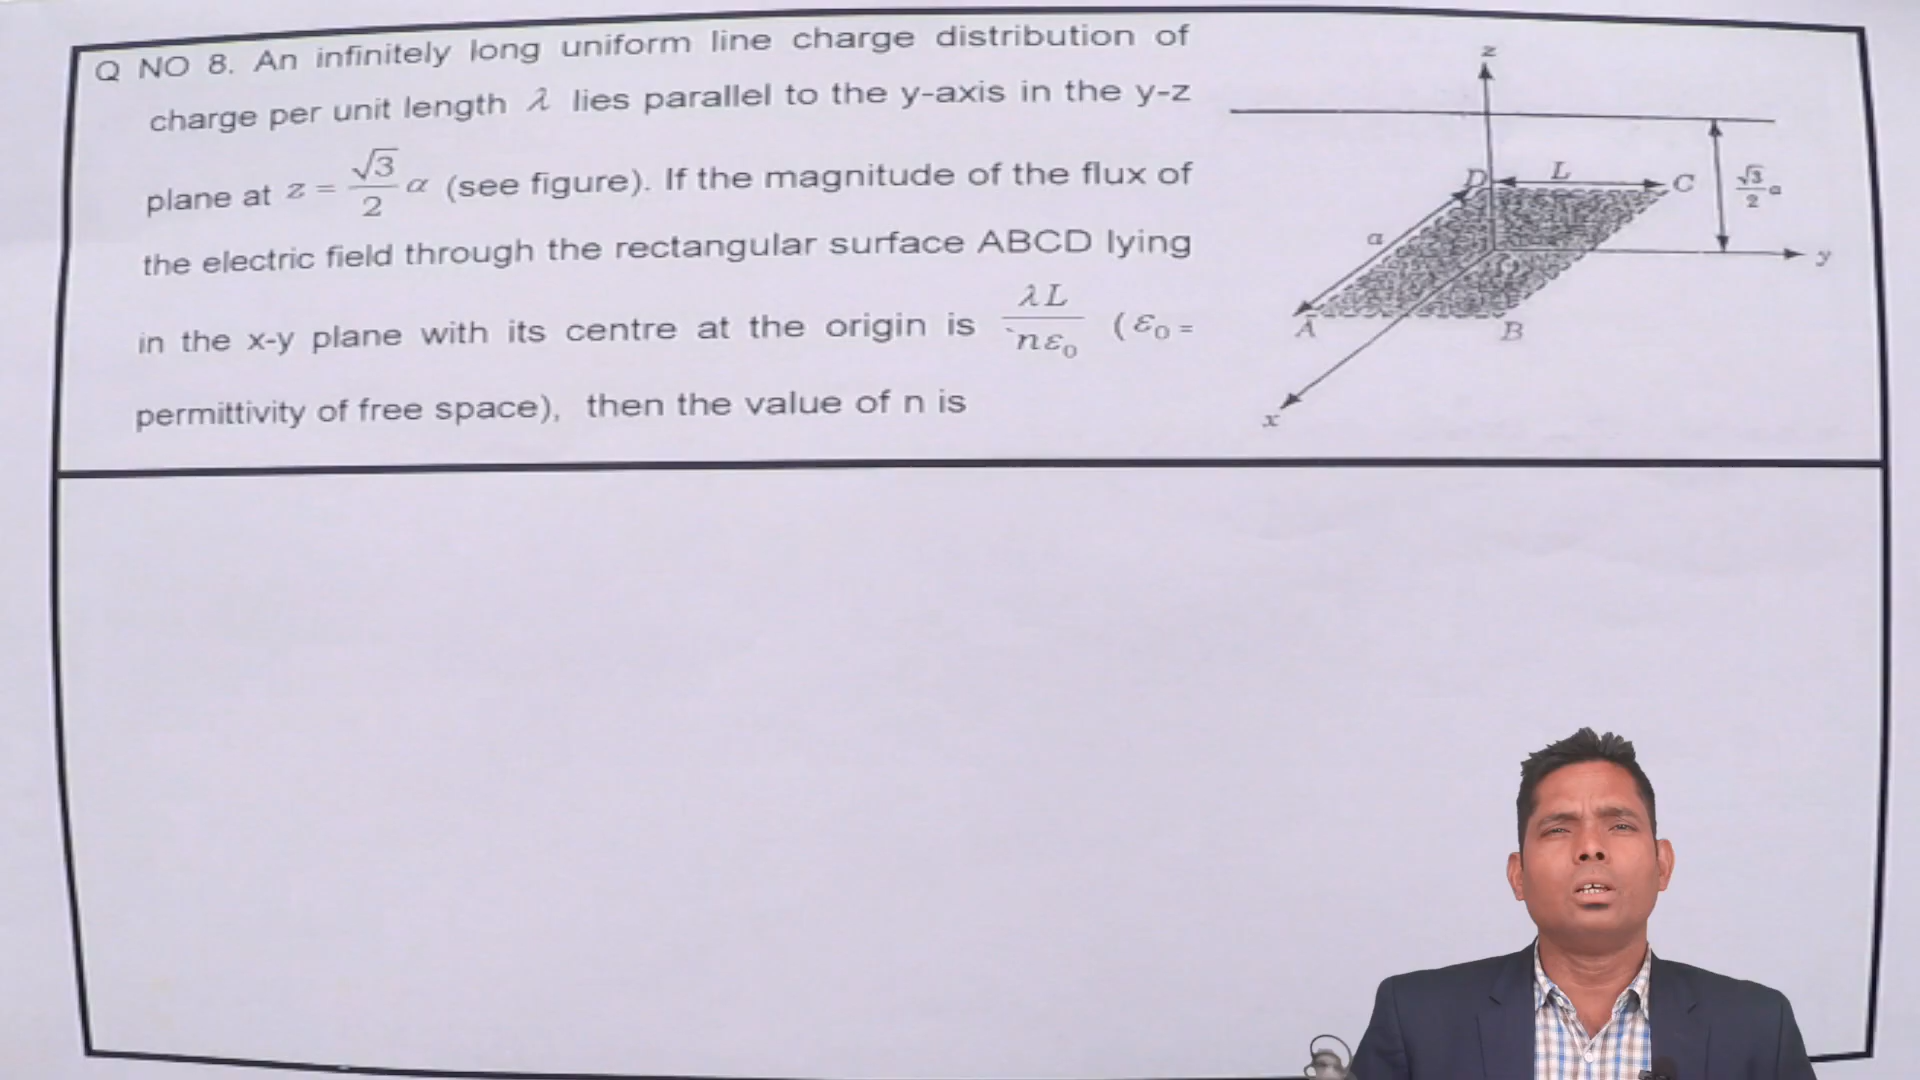 Q NO 8. An infinitely long uniform line charge distribution of
charge per unit length λ lies parallel to the y-axis in the y-z
plane at z = √3/2 α (see figure). If the magnitude of the flux of
the electric field through the rectangular surface ABCD lying
in the x-y plane with its centre at the origin is λL/nε₀ (ε₀ =
permittivity of free space), then the value of n is
z
D L C
√3/2 a
a
y
A B
x